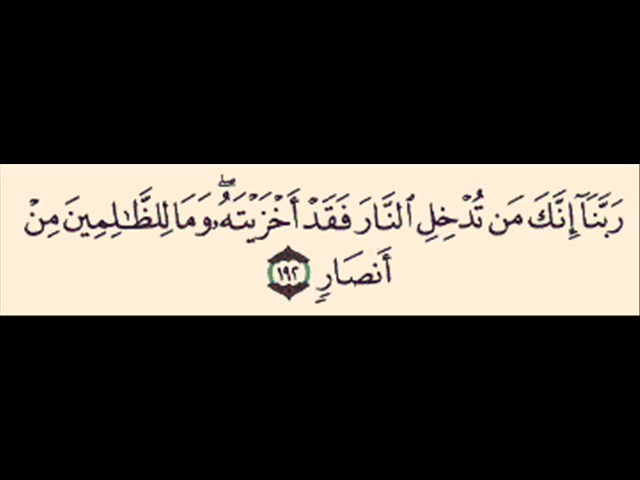 رَبَّنَآ إِنَّكَ مَن تُدْخِلِ ٱلنَّارَ فَقَدْ أَخْزَيْتَهُۥ ۖ وَمَا لِلظَّٰلِمِينَ مِنْ
أَنصَارٍ ١٩٢